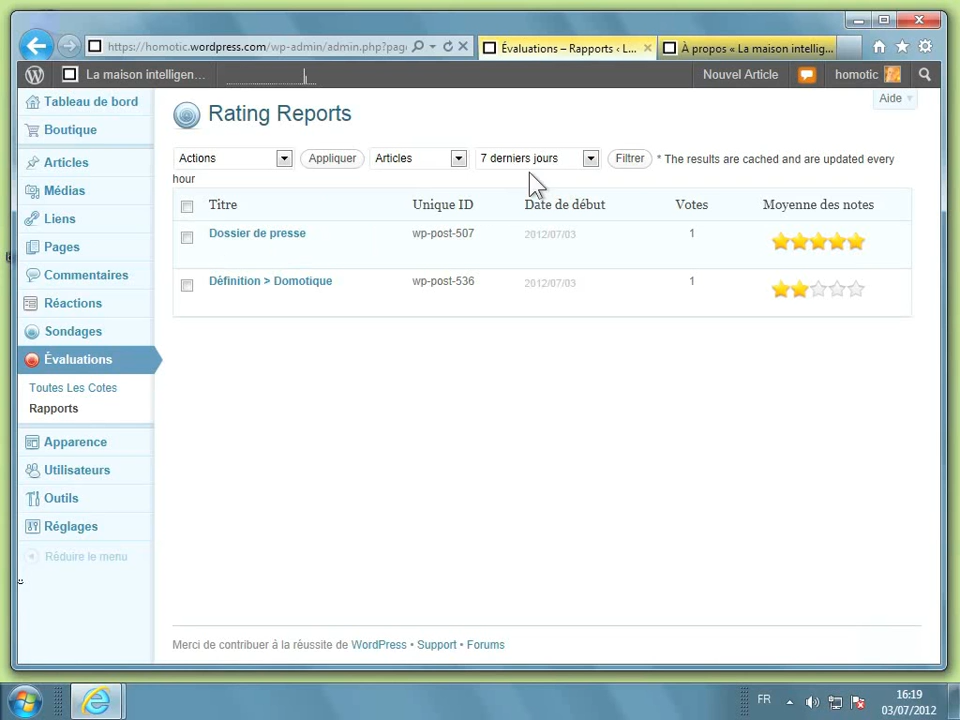 https://homotic.wordpress.com/wp-admin/admin.php?pag
Évaluations – Rapports ‹ L...
À propos « La maison intellig...
La maison intelligen...
Nouvel Article
homotic
Aide
Tableau de bord
Boutique
Articles
Médias
Liens
Pages
Commentaires
Réactions
Sondages
Évaluations
Toutes Les Cotes
Rapports
Apparence
Utilisateurs
Outils
Réglages
Réduire le menu
Rating Reports
Actions
Appliquer
Articles
7 derniers jours
Filtrer
* The results are cached and are updated every
hour
Titre Unique ID Date de début Votes Moyenne des notes
Dossier de presse wp-post-507 2012/07/03 1
Définition > Domotique wp-post-536 2012/07/03 1
Merci de contribuer à la réussite de WordPress • Support • Forums
FR
16:19
03/07/2012